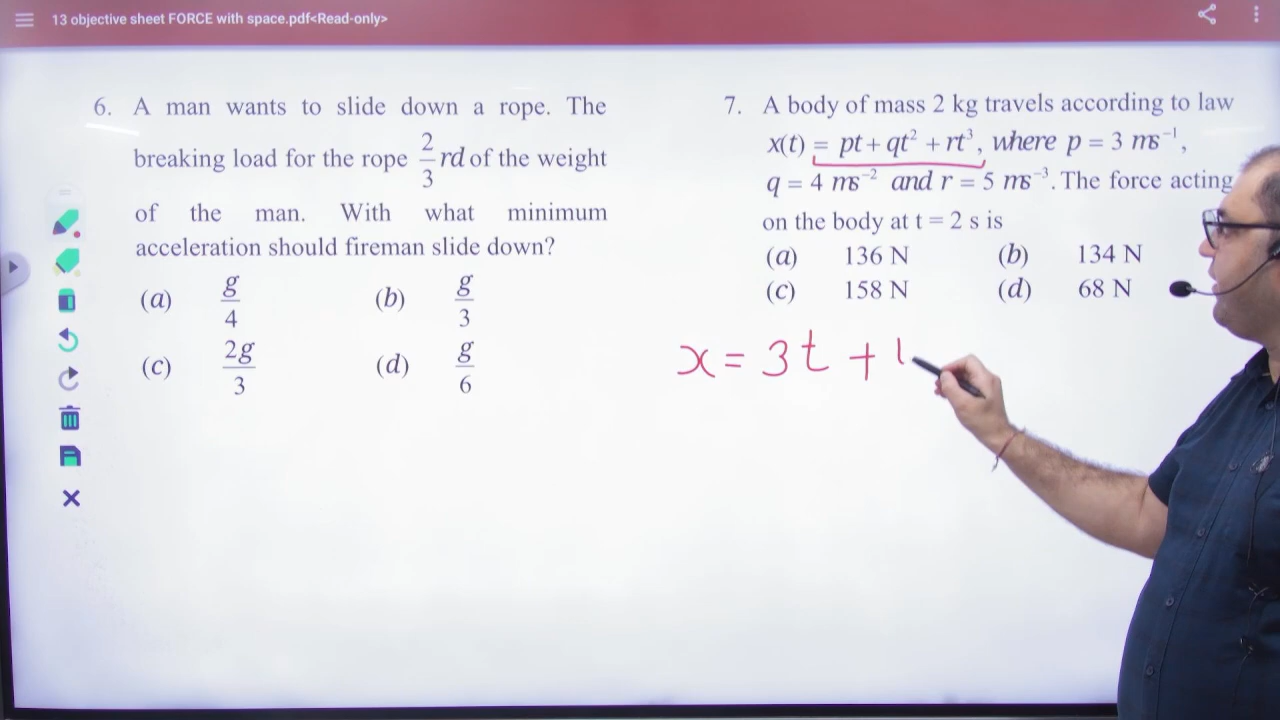 13 objective sheet FORCE with space.pdf<Read-only>
6. A man wants to slide down a rope. The
breaking load for the rope 2/3 rd of the weight
of the man. With what minimum
acceleration should fireman slide down?
(a) g/4 (b) g/3
(c) 2g/3 (d) g/6
7. A body of mass 2 kg travels according to law
x(t) = pt + qt² + rt³, where p = 3 ms⁻¹,
q = 4 ms⁻² and r = 5 ms⁻³. The force acting
on the body at t = 2 s is
(a) 136 N (b) 134 N
(c) 158 N (d) 68 N
x = 3t +